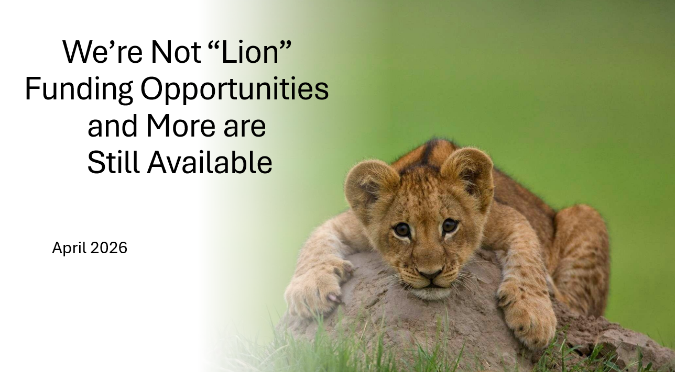 We’re Not “Lion”
Funding Opportunities
and More are
Still Available
April 2026